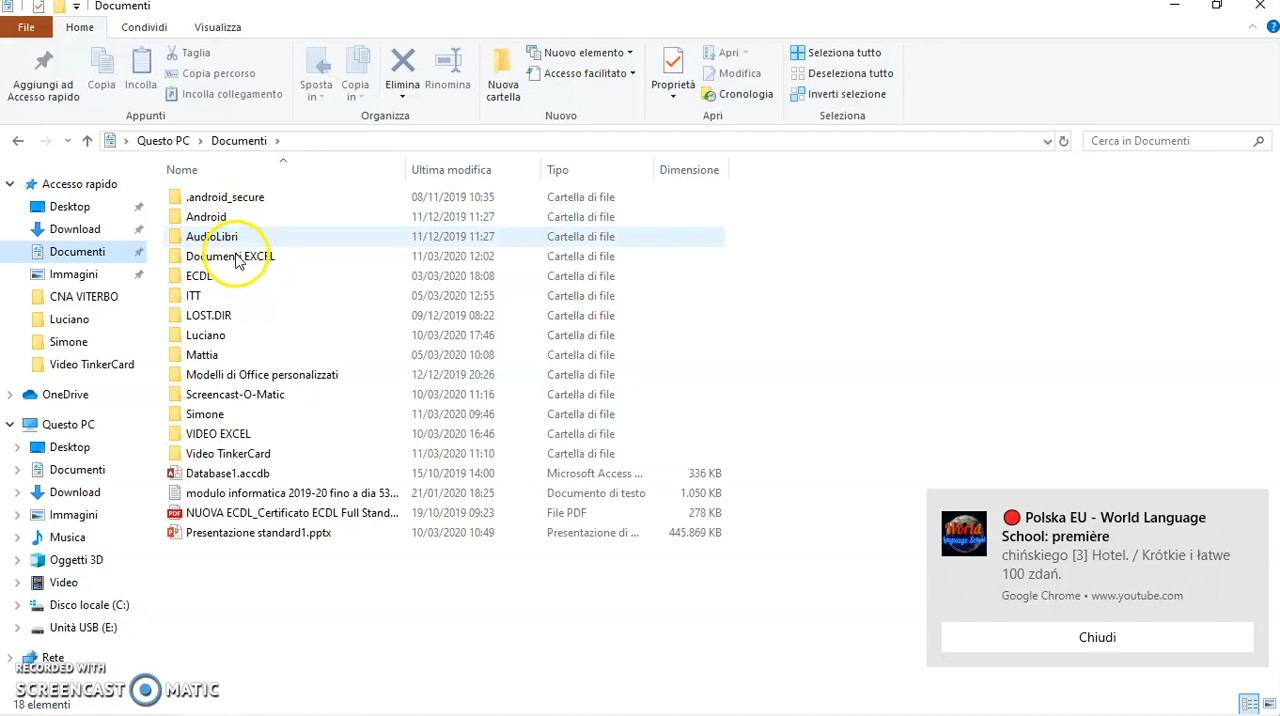 Documenti
File Home Condividi Visualizza
Aggiungi ad Accesso rapido
Copia
Incolla
Taglia
Copia percorso
Incolla collegamento
Appunti
Sposta in
Copia in
Elimina
Rinomina
Organizza
Nuova cartella
Nuovo elemento
Accesso facilitato
Nuovo
Proprietà
Apri
Modifica
Cronologia
Apri
Seleziona tutto
Deseleziona tutto
Inverti selezione
Seleziona
Questo PC > Documenti >
Cerca in Documenti
Accesso rapido
Desktop
Download
Documenti
Immagini
CNA VITERBO
Luciano
Simone
Video TinkerCard
OneDrive
Questo PC
Desktop
Documenti
Download
Immagini
Musica
Oggetti 3D
Video
Disco locale (C:)
Unità USB (E:)
Rete
Nome Ultima modifica Tipo Dimensione
.android_secure 08/11/2019 10:35 Cartella di file
Android 11/12/2019 11:27 Cartella di file
AudioLibri 11/12/2019 11:27 Cartella di file
Documenti EXCEL 11/03/2020 12:02 Cartella di file
ECDL 03/03/2020 18:08 Cartella di file
ITT 05/03/2020 12:55 Cartella di file
LOST.DIR 09/12/2019 08:22 Cartella di file
Luciano 10/03/2020 17:46 Cartella di file
Mattia 05/03/2020 10:08 Cartella di file
Modelli di Office personalizzati 12/12/2019 20:26 Cartella di file
Screencast-O-Matic 10/03/2020 11:16 Cartella di file
Simone 11/03/2020 09:46 Cartella di file
VIDEO EXCEL 10/03/2020 16:46 Cartella di file
Video TinkerCard 11/03/2020 11:10 Cartella di file
Database1.accdb 15/10/2019 14:00 Microsoft Access ... 336 KB
modulo informatica 2019-20 fino a dia 53... 21/01/2020 18:25 Documento di testo 1.050 KB
NUOVA ECDL_Certificato ECDL Full Stand... 19/10/2019 09:23 File PDF 278 KB
Presentazione standard1.pptx 10/03/2020 10:49 Presentazione di ... 445.869 KB
World Language School
Polska EU - World Language
School: première
chińskiego [3] Hotel. / Krótkie i łatwe
100 zdań.
Google Chrome • www.youtube.com
Chiudi
RECORDED WITH
SCREENCAST MATIC
18 elementi